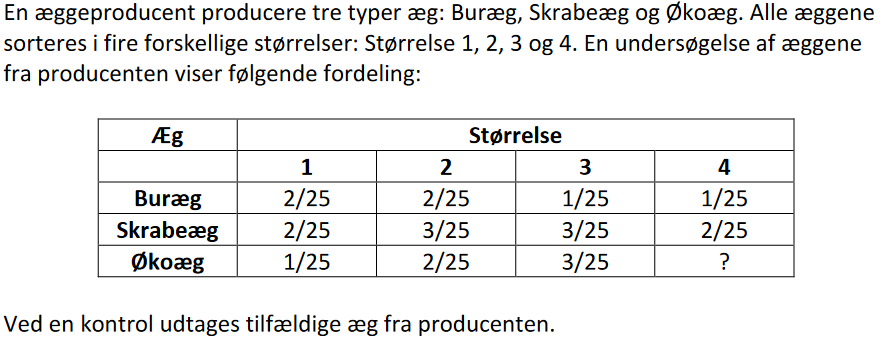 En æggeproducent producere tre typer æg: Buræg, Skrabeæg og Økoæg. Alle æggene
sorteres i fire forskellige størrelser: Størrelse 1, 2, 3 og 4. En undersøgelse af æggene
fra producenten viser følgende fordeling:
Æg Størrelse
1 2 3 4
Buræg 2/25 2/25 1/25 1/25
Skrabeæg 2/25 3/25 3/25 2/25
Økoæg 1/25 2/25 3/25 ?
Ved en kontrol udtages tilfældige æg fra producenten.